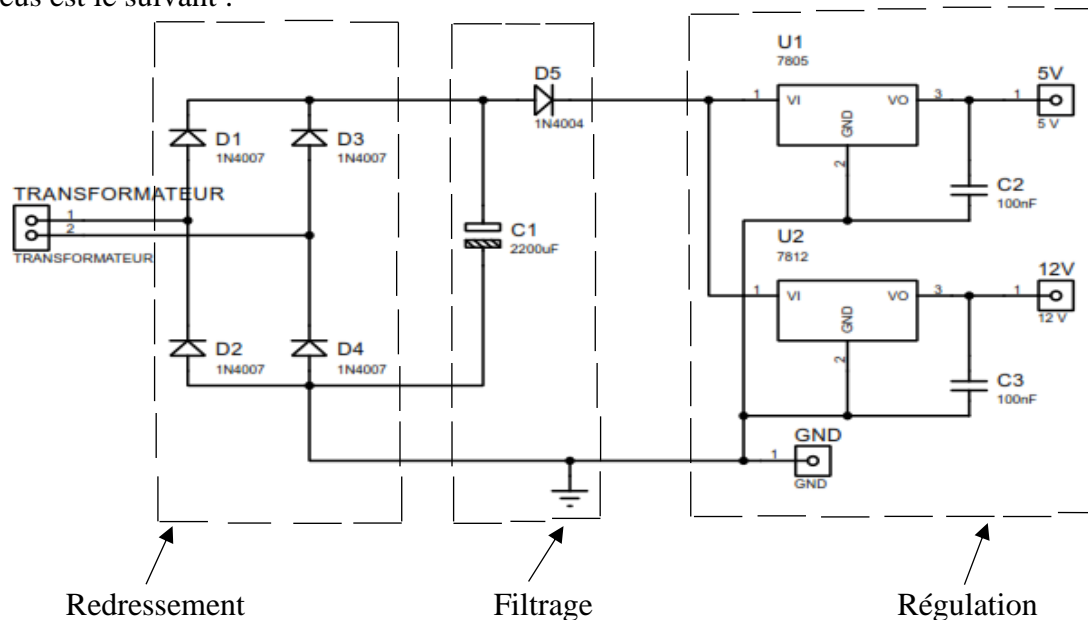 est le suivant :
U1
7805
D5
1N4004
1
VI
VO
GND
2
3
1
5V
5 V
D1
1N4007
D3
1N4007
C2
100nF
TRANSFORMATEUR
1
2
TRANSFORMATEUR
C1
2200uF
U2
7812
1
VI
VO
GND
2
3
1
12V
12 V
D2
1N4007
D4
1N4007
C3
100nF
GND
1
GND
Redressement
Filtrage
Régulation